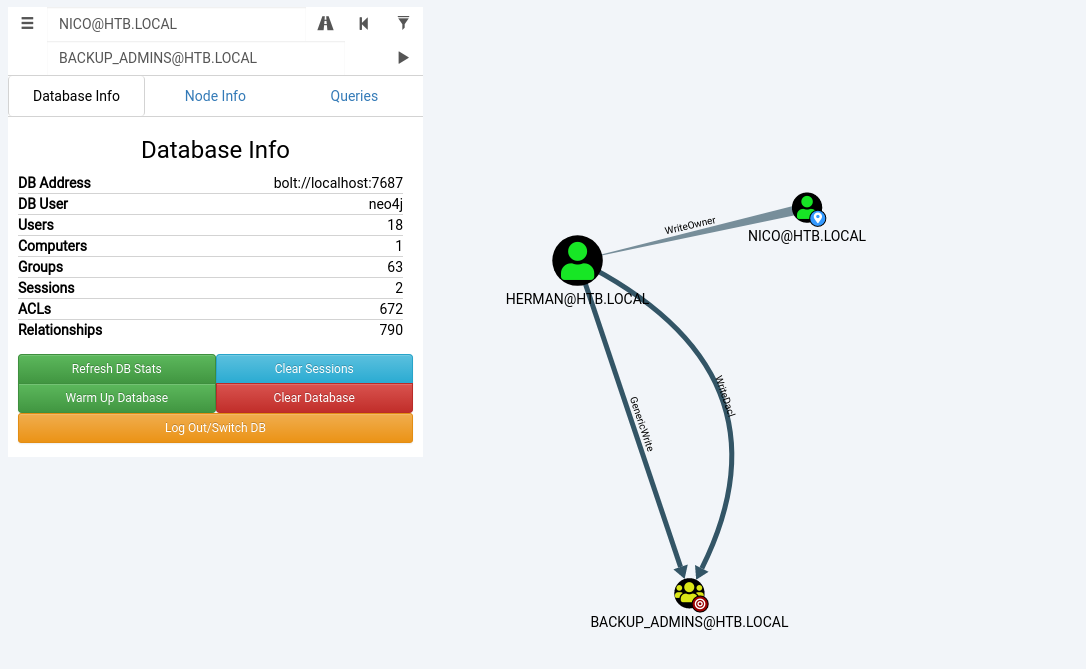 NICO@HTB.LOCAL
BACKUP_ADMINS@HTB.LOCAL
Database Info Node Info Queries
Database Info
DB Address bolt://localhost:7687
DB User neo4j
Users 18
Computers 1
Groups 63
Sessions 2
ACLs 672
Relationships 790
Refresh DB Stats Clear Sessions
Warm Up Database Clear Database
Log Out/Switch DB
WriteOwner
NICO@HTB.LOCAL
HERMAN@HTB.LOCAL
WriteDacl
GenericWrite
BACKUP_ADMINS@HTB.LOCAL